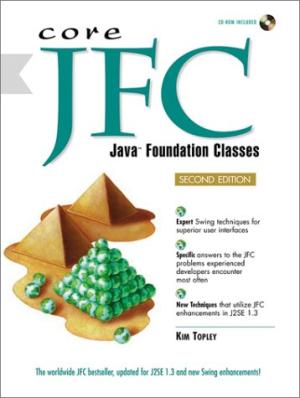 CD-ROM INCLUDED
core
JFC
Java™ Foundation Classes
SECOND EDITION
Expert Swing techniques for
superior user interfaces
Specific answers to the JFC
problems experienced
developers encounter
most often
New Techniques that utilize JFC
enhancements in J2SE 1.3
KIM TOPLEY
The worldwide JFC bestseller, updated for J2SE 1.3 and new Swing enhancements!